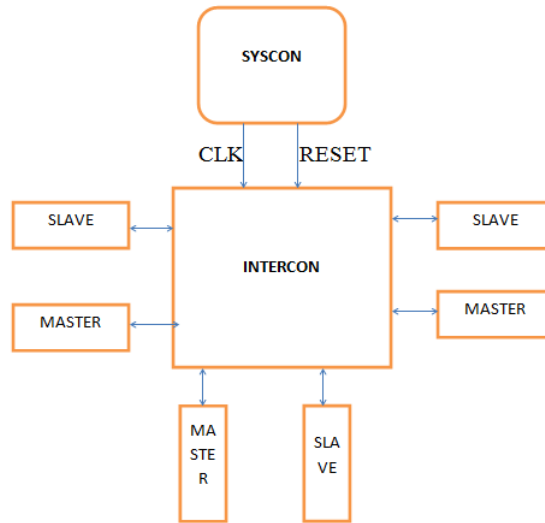 SYSCON
CLK
RESET
SLAVE
SLAVE
INTERCON
MASTER
MASTER
MA
STE
R
SLA
VE